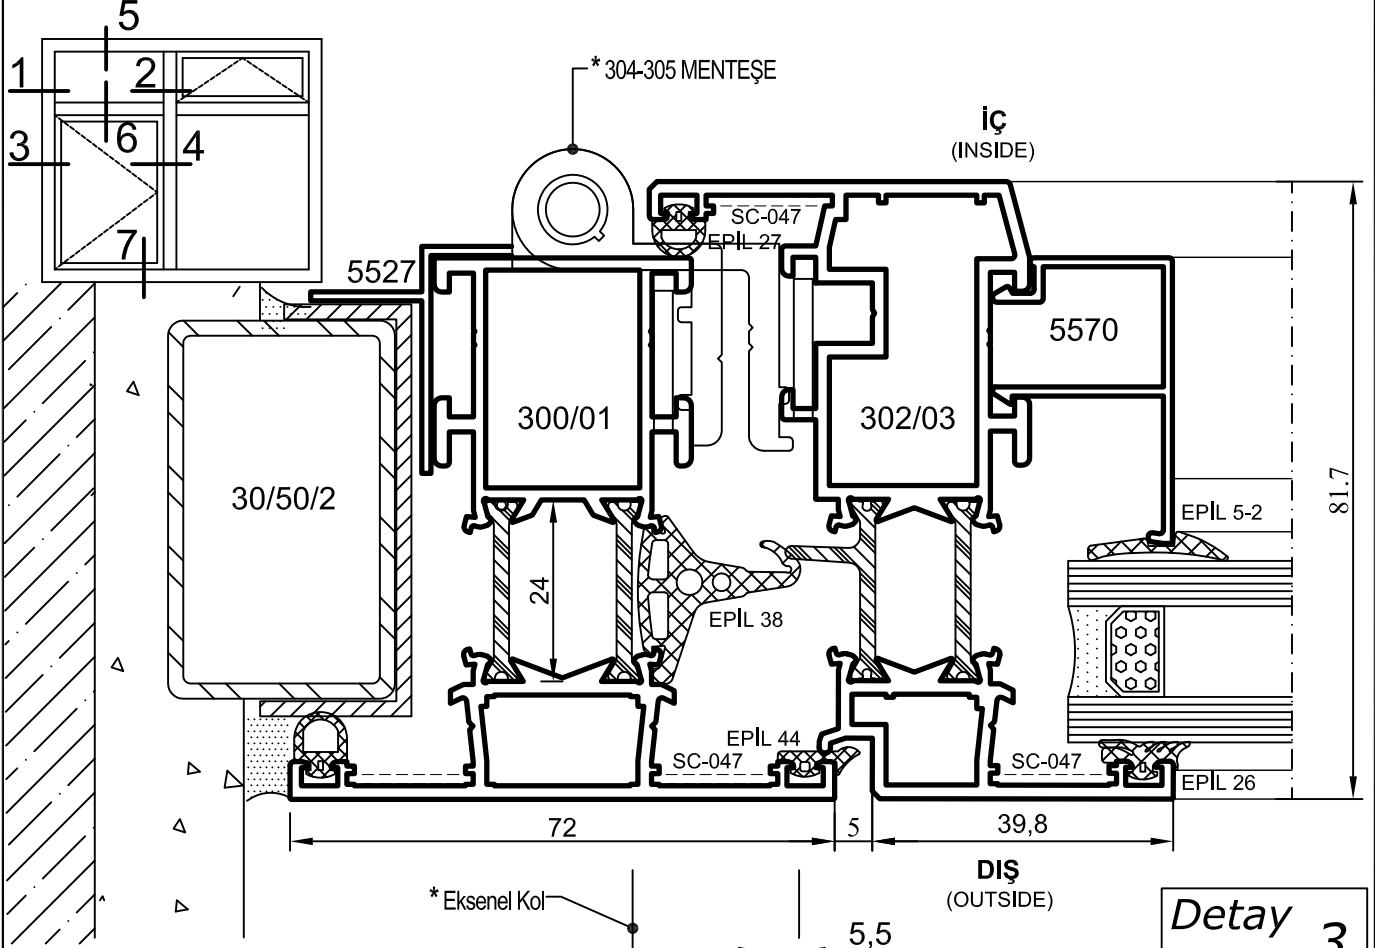 5
1
2
3
6
4
7
* 304-305 MENTEŞE
İÇ
(INSIDE)
SC-047
EPİL 27
5527
5570
300/01
302/03
30/50/2
81.7
EPİL 5-2
24
EPİL 38
EPİL 44
SC-047
SC-047
EPİL 26
72
5
39,8
DIŞ
(OUTSIDE)
* Eksenel Kol
5,5
Detay
3